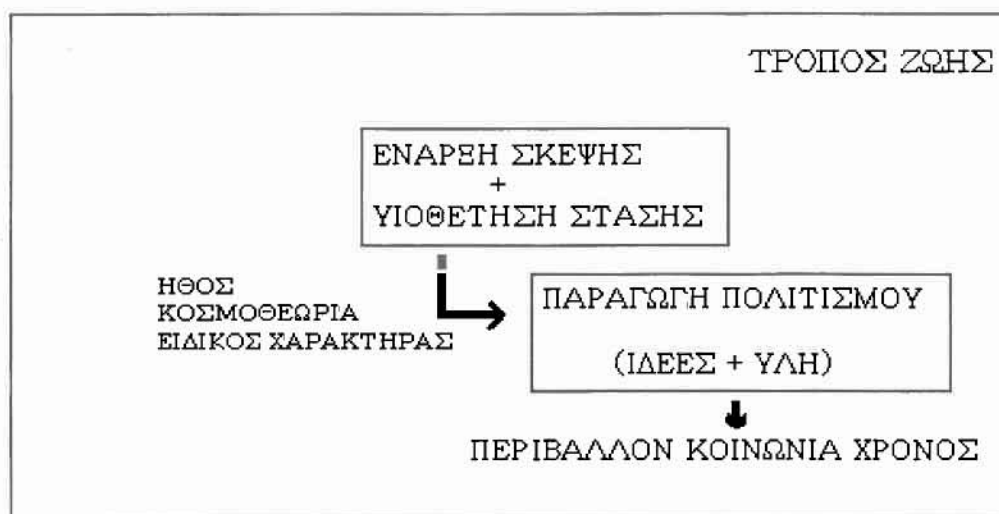 ΤΡΟΠΟΣ ΖΩΗΣ
ΕΝΑΡΞΗ ΣΚΕΨΗΣ
+
ΥΙΟΘΕΤΗΣΗ ΣΤΑΣΗΣ
ΗΘΟΣ
ΚΟΣΜΟΘΕΩΡΙΑ
ΕΙΔΙΚΟΣ ΧΑΡΑΚΤΗΡΑΣ
ΠΑΡΑΓΩΓΗ ΠΟΛΙΤΙΣΜΟΥ
(ΙΔΕΕΣ + ΥΛΗ)
ΠΕΡΙΒΑΛΛΟΝ ΚΟΙΝΩΝΙΑ ΧΡΟΝΟΣ